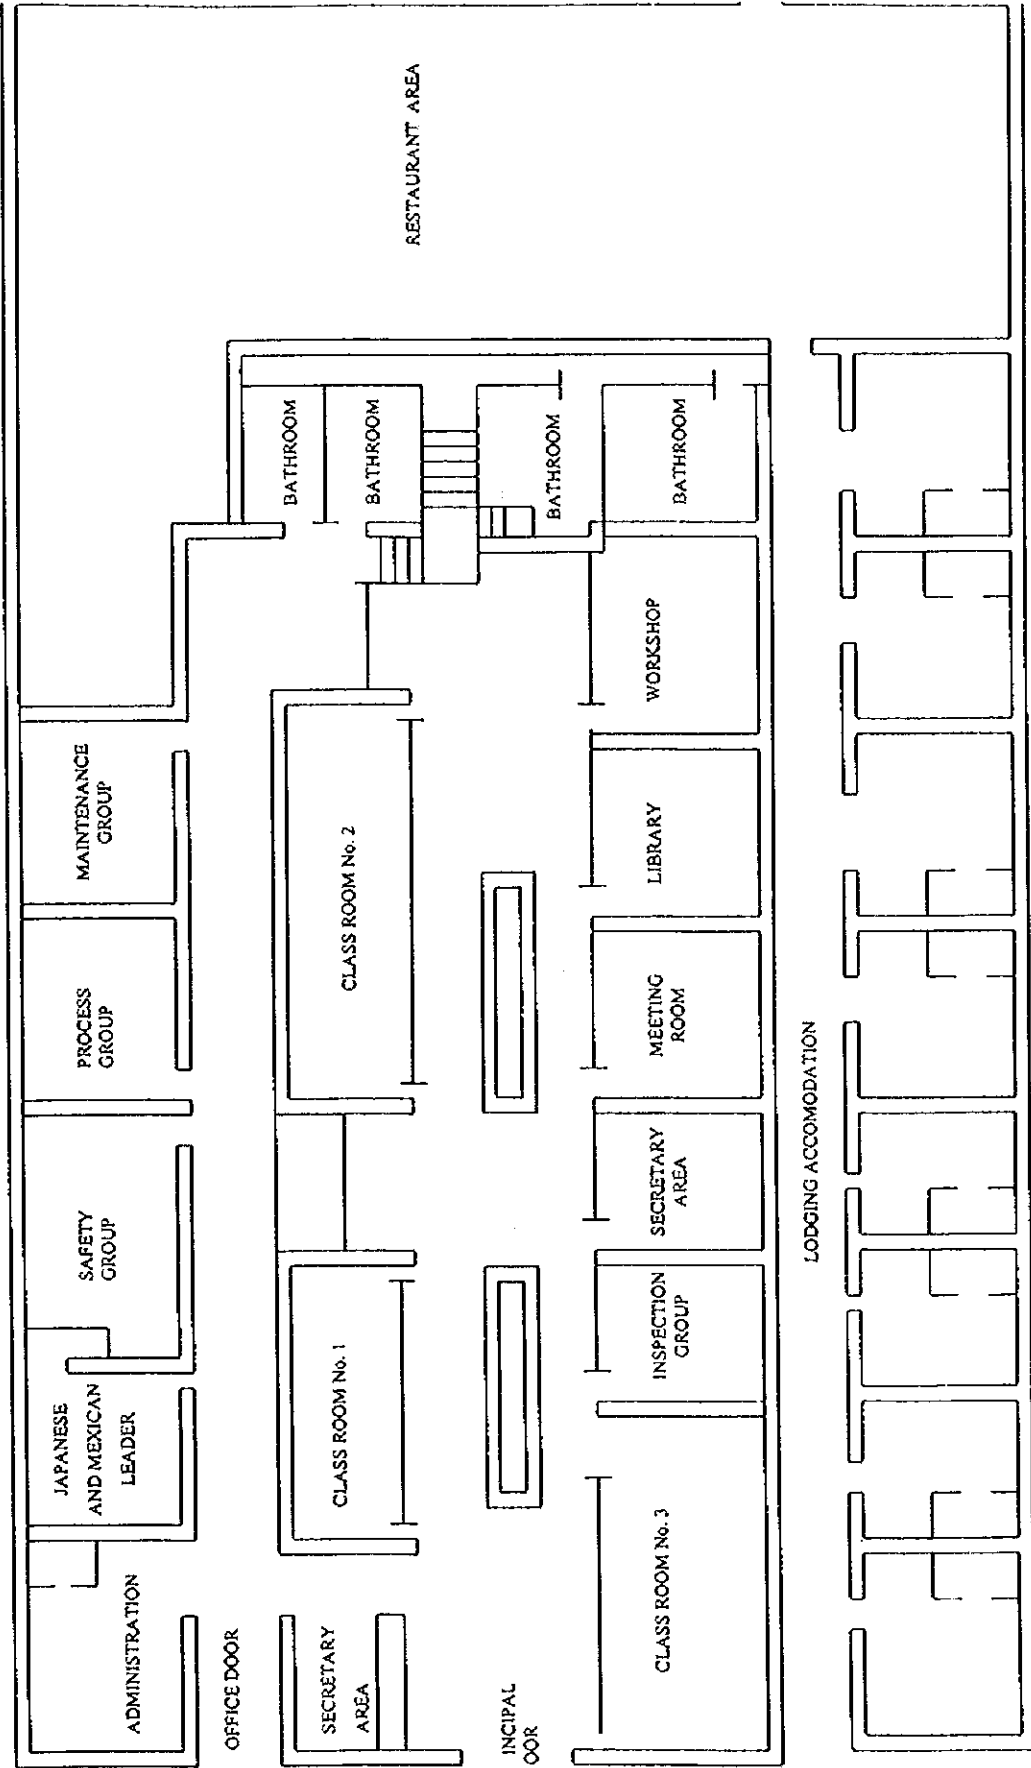 ADMINISTRATION
JAPANESE
AND MEXICAN
LEADER
SAFETY
GROUP
PROCESS
GROUP
MAINTENANCE
GROUP
OFFICE DOOR
SECRETARY
AREA
CLASS ROOM No. 1
CLASS ROOM No. 2
BATHROOM
BATHROOM
RESTAURANT AREA
INCIPAL
OOR
BATHROOM
CLASS ROOM No. 3
INSPECTION
GROUP
SECRETARY
AREA
MEETING
ROOM
LIBRARY
WORKSHOP
BATHROOM
LODGING ACCOMODATION